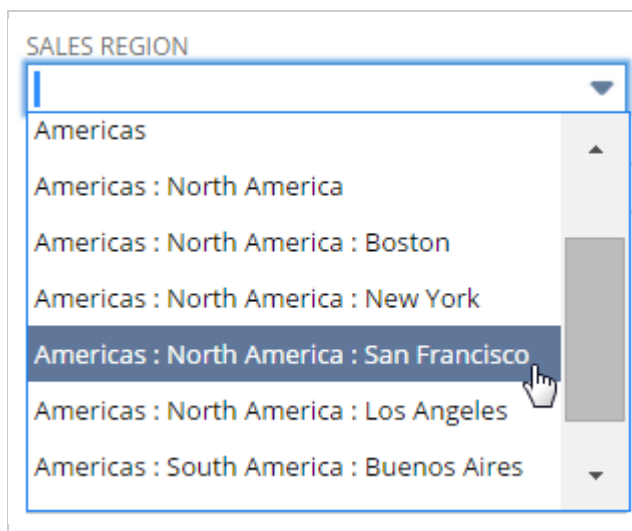 SALES REGION
Americas
Americas : North America
Americas : North America : Boston
Americas : North America : New York
Americas : North America : San Francisco
Americas : North America : Los Angeles
Americas : South America : Buenos Aires